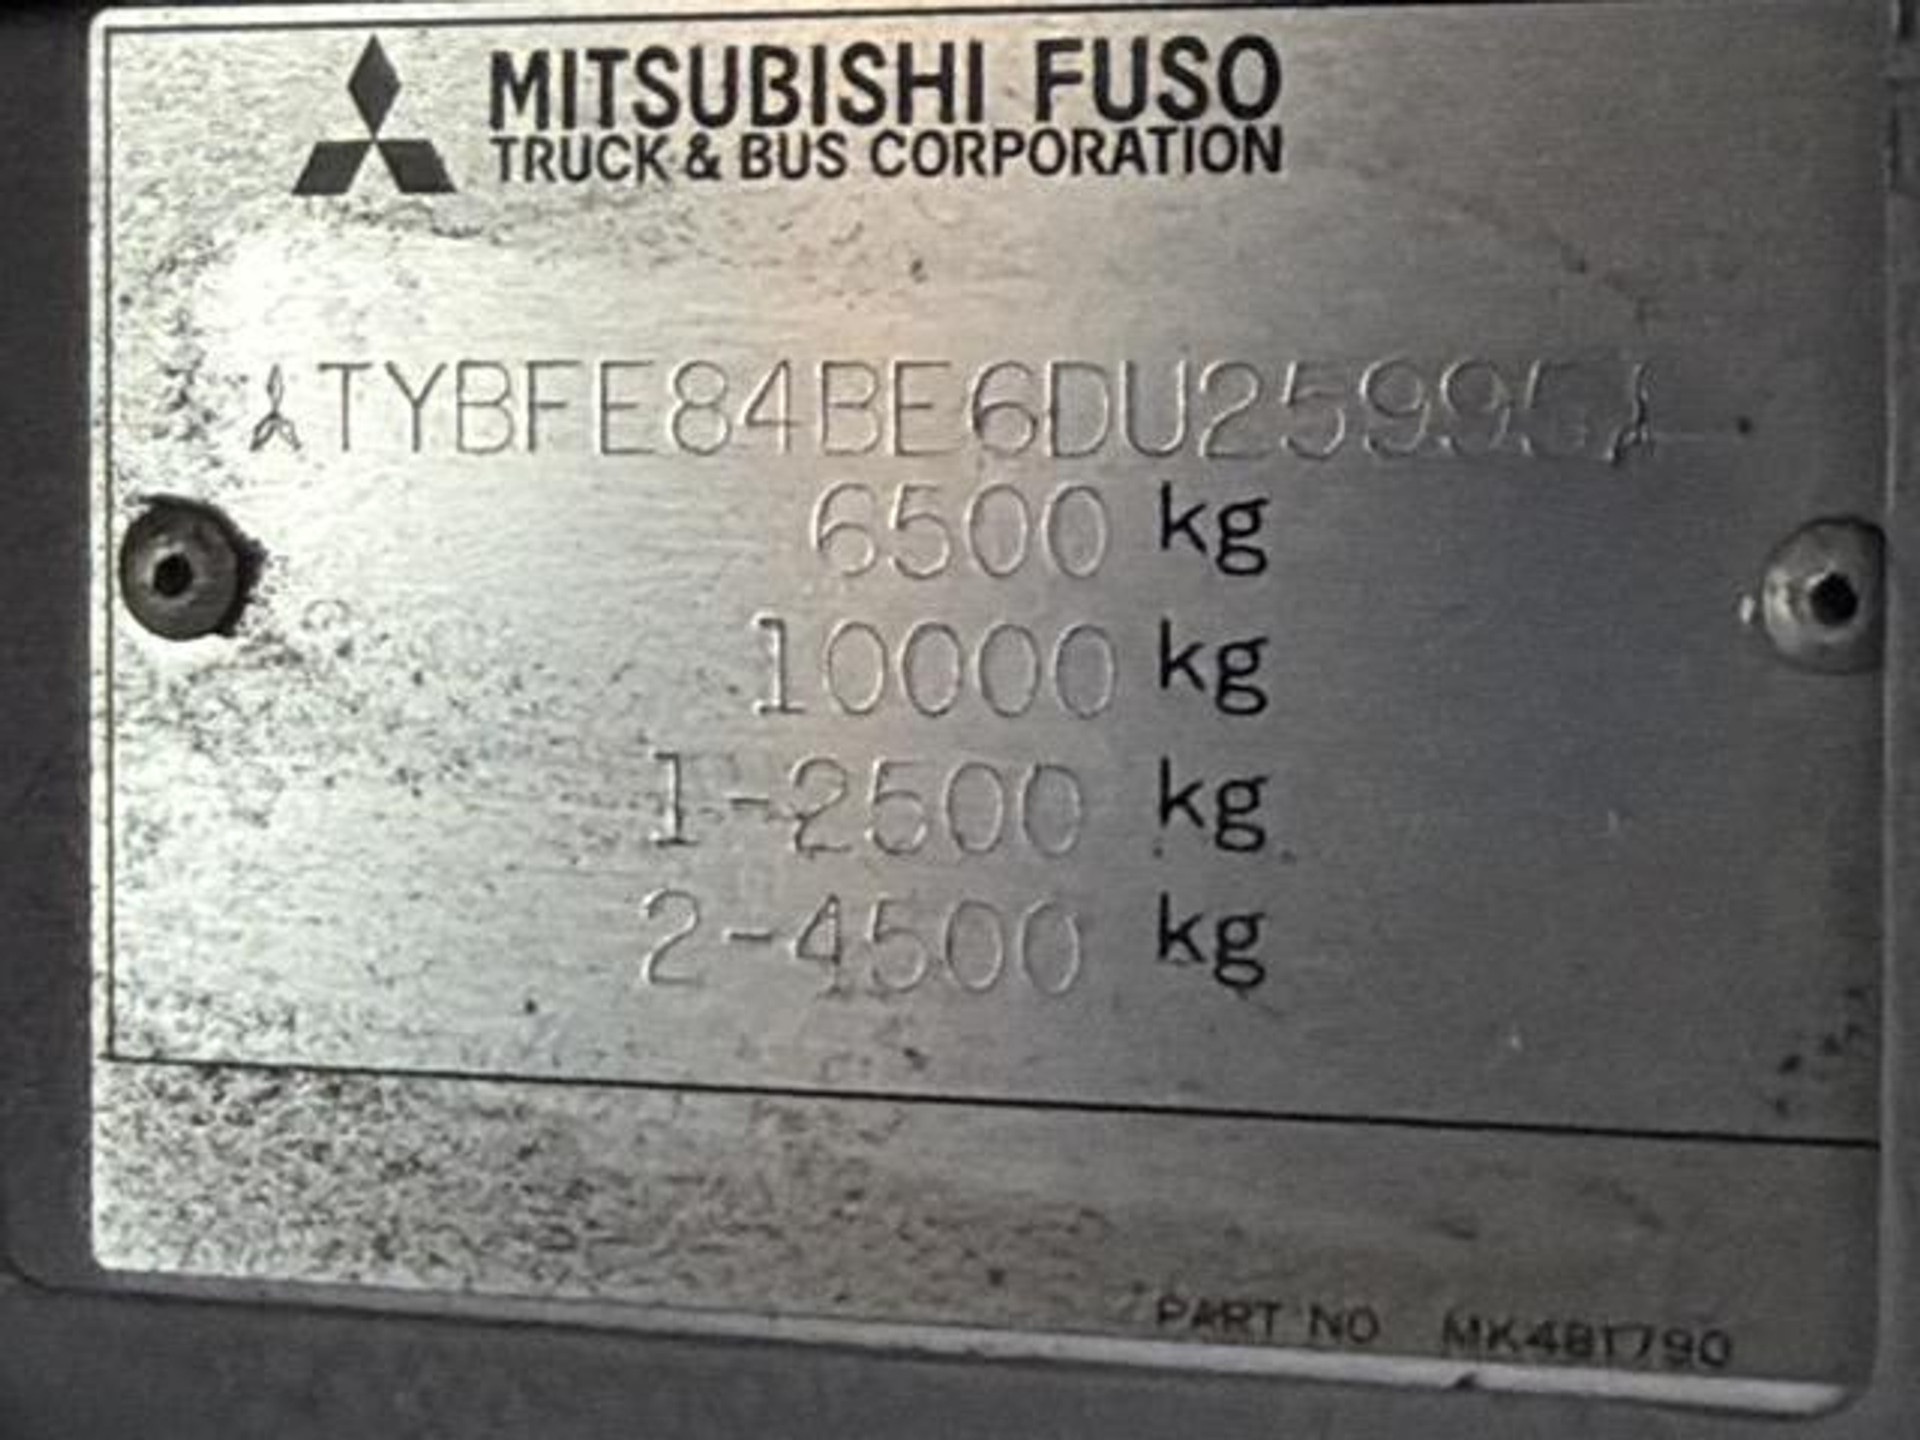 MITSUBISHI FUSO
TRUCK & BUS CORPORATION
TYBFE84BE6DU25995
6500 kg
10000 kg
1-2500 kg
2-4500 kg
PART NO MK481790